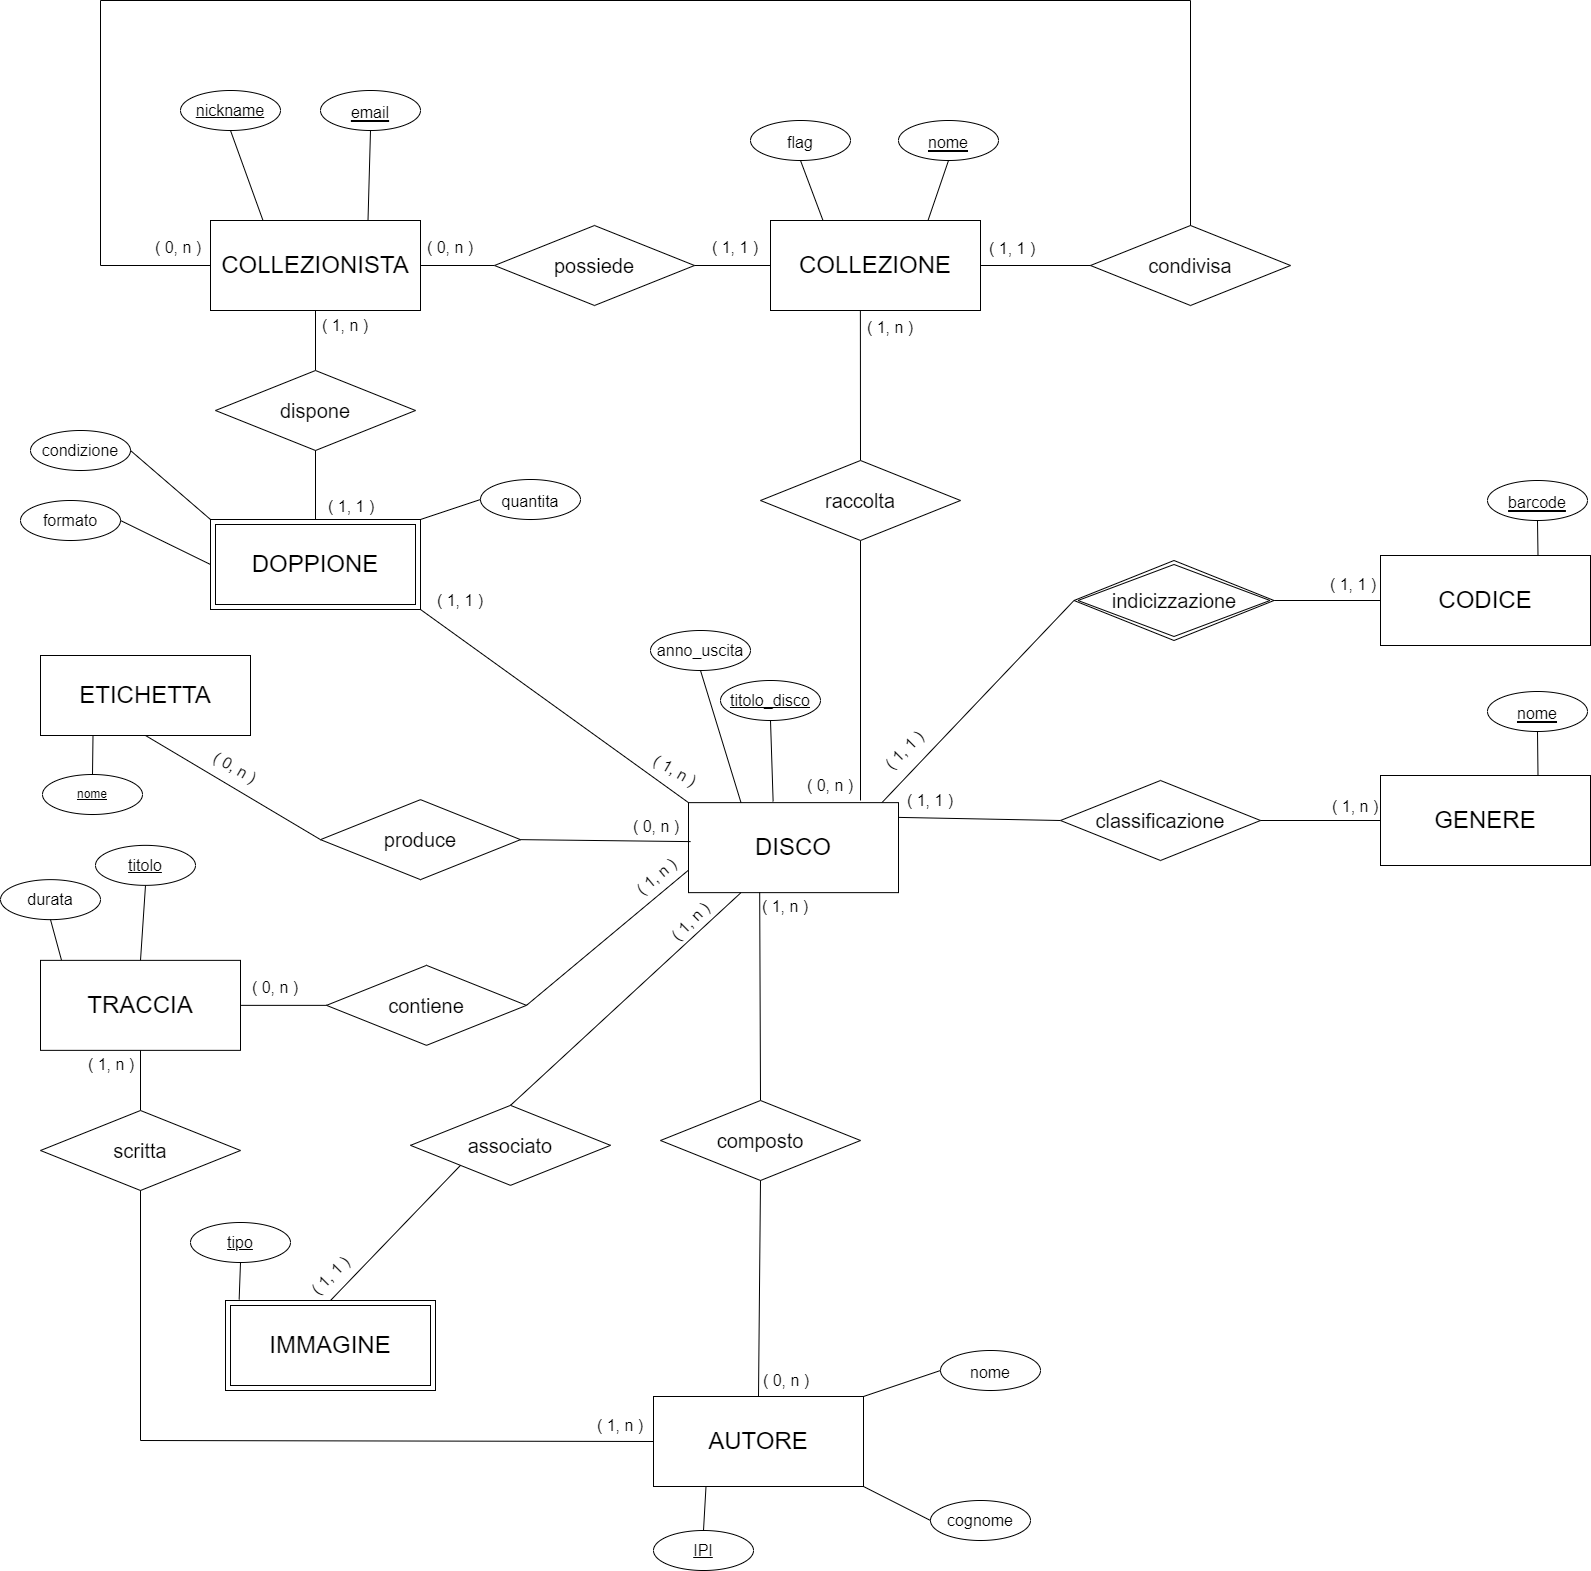 nickname
email
flag
nome
( 0, n )
COLLEZIONISTA
( 0, n )
possiede
( 1, 1 )
COLLEZIONE
( 1, 1 )
condivisa
( 1, n )
( 1, n )
dispone
condizione
formato
( 1, 1 )
quantita
raccolta
DOPPIONE
( 1, 1 )
barcode
indicizzazione
( 1, 1 )
CODICE
anno_uscita
titolo_disco
ETICHETTA
nome
( 0, n )
( 1, n )
( 0, n )
( 1, 1 )
nome
( 1, 1 )
classificazione
( 1, n )
GENERE
produce
( 0, n )
DISCO
titolo
durata
( 1, n )
( 1, n )
( 1, n )
TRACCIA
( 0, n )
contiene
( 1, n )
scritta
associato
composto
tipo
( 1, 1 )
IMMAGINE
( 0, n )
nome
( 1, n )
AUTORE
cognome
IPI